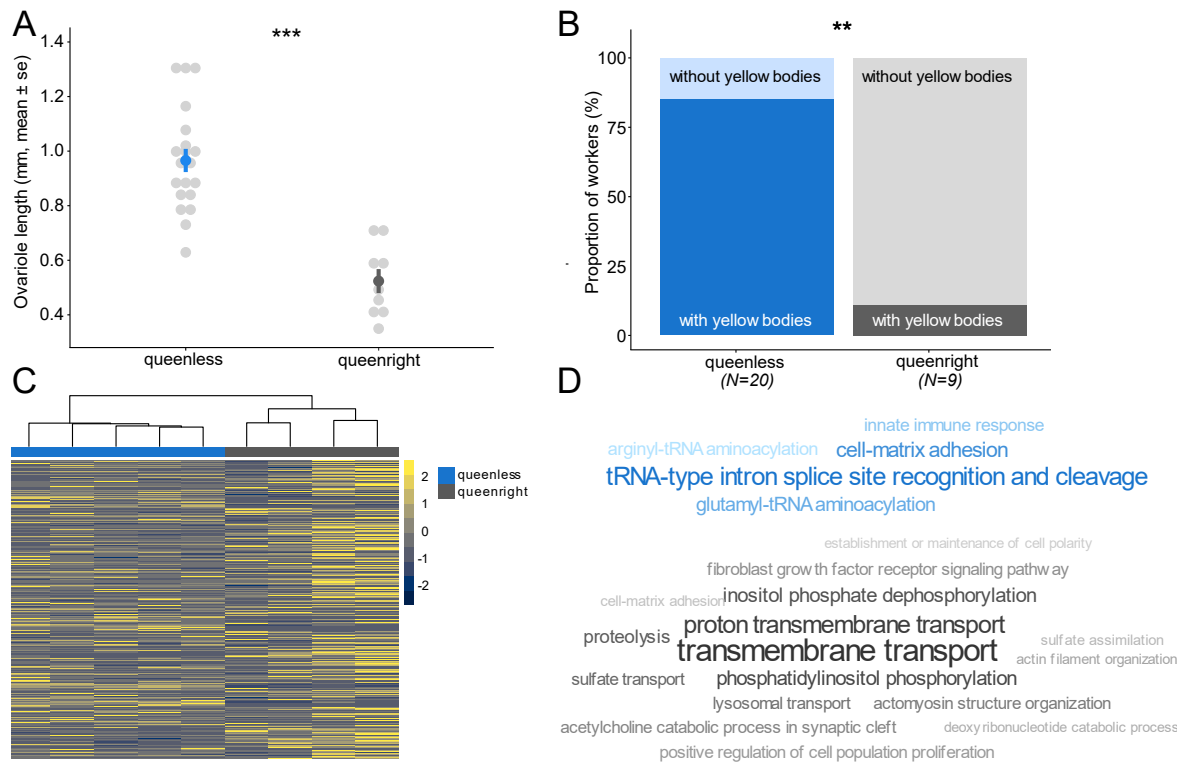 A
***
Ovariole length (mm, mean ± se)
1.4
1.2
1.0
0.8
0.6
0.4
queenless
queenright
B
**
Proportion of workers (%)
100
75
50
25
0
without yellow bodies
without yellow bodies
with yellow bodies
with yellow bodies
queenless
queenright
(N=20)
(N=9)
C
2
1
0
-1
-2
queenless
queenright
D
innate immune response
arginyl-tRNA aminoacylation
cell-matrix adhesion
tRNA-type intron splice site recognition and cleavage
glutamyl-tRNA aminoacylation
establishment or maintenance of cell polarity
fibroblast growth factor receptor signaling pathway
cell-matrix adhesion
inositol phosphate dephosphorylation
proton transmembrane transport
proteolysis
transmembrane transport
sulfate assimilation
actin filament organization
sulfate transport
phosphatidylinositol phosphorylation
lysosomal transport
actomyosin structure organization
acetylcholine catabolic process in synaptic cleft
deoxyribonucleotide catabolic process
positive regulation of cell population proliferation